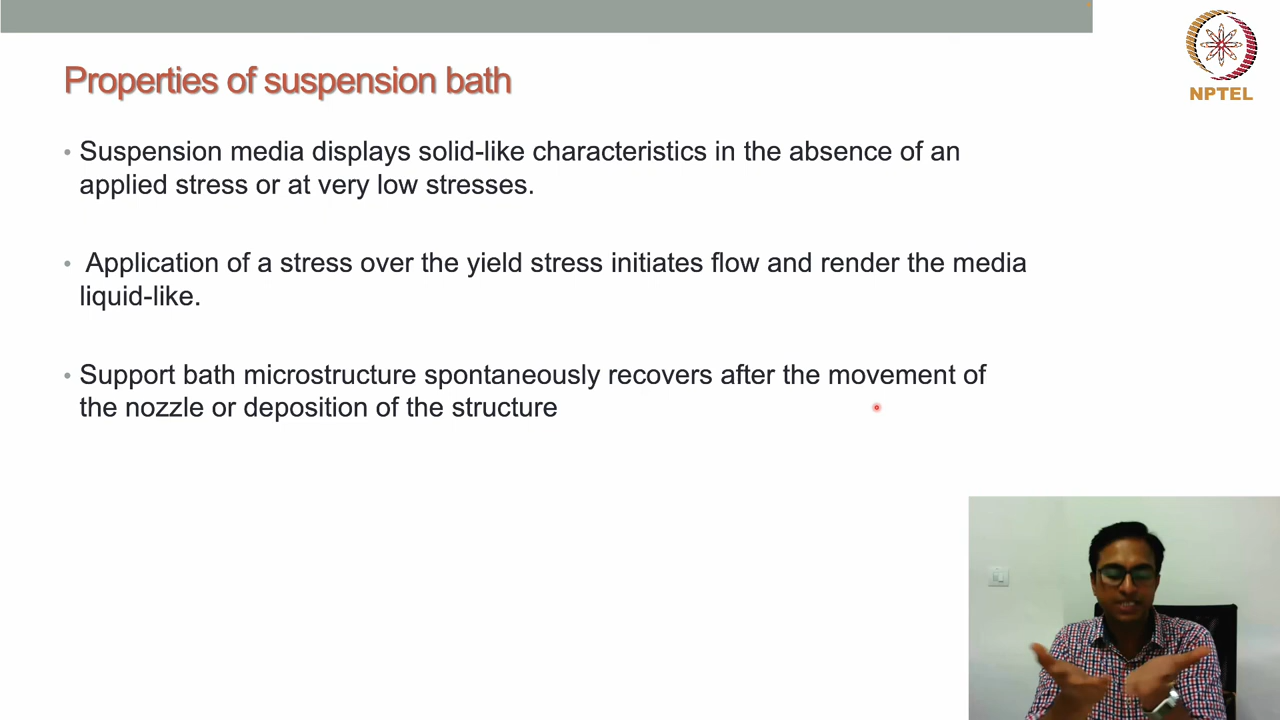 NPTEL
Properties of suspension bath
• Suspension media displays solid-like characteristics in the absence of an
applied stress or at very low stresses.
• Application of a stress over the yield stress initiates flow and render the media
liquid-like.
• Support bath microstructure spontaneously recovers after the movement of
the nozzle or deposition of the structure